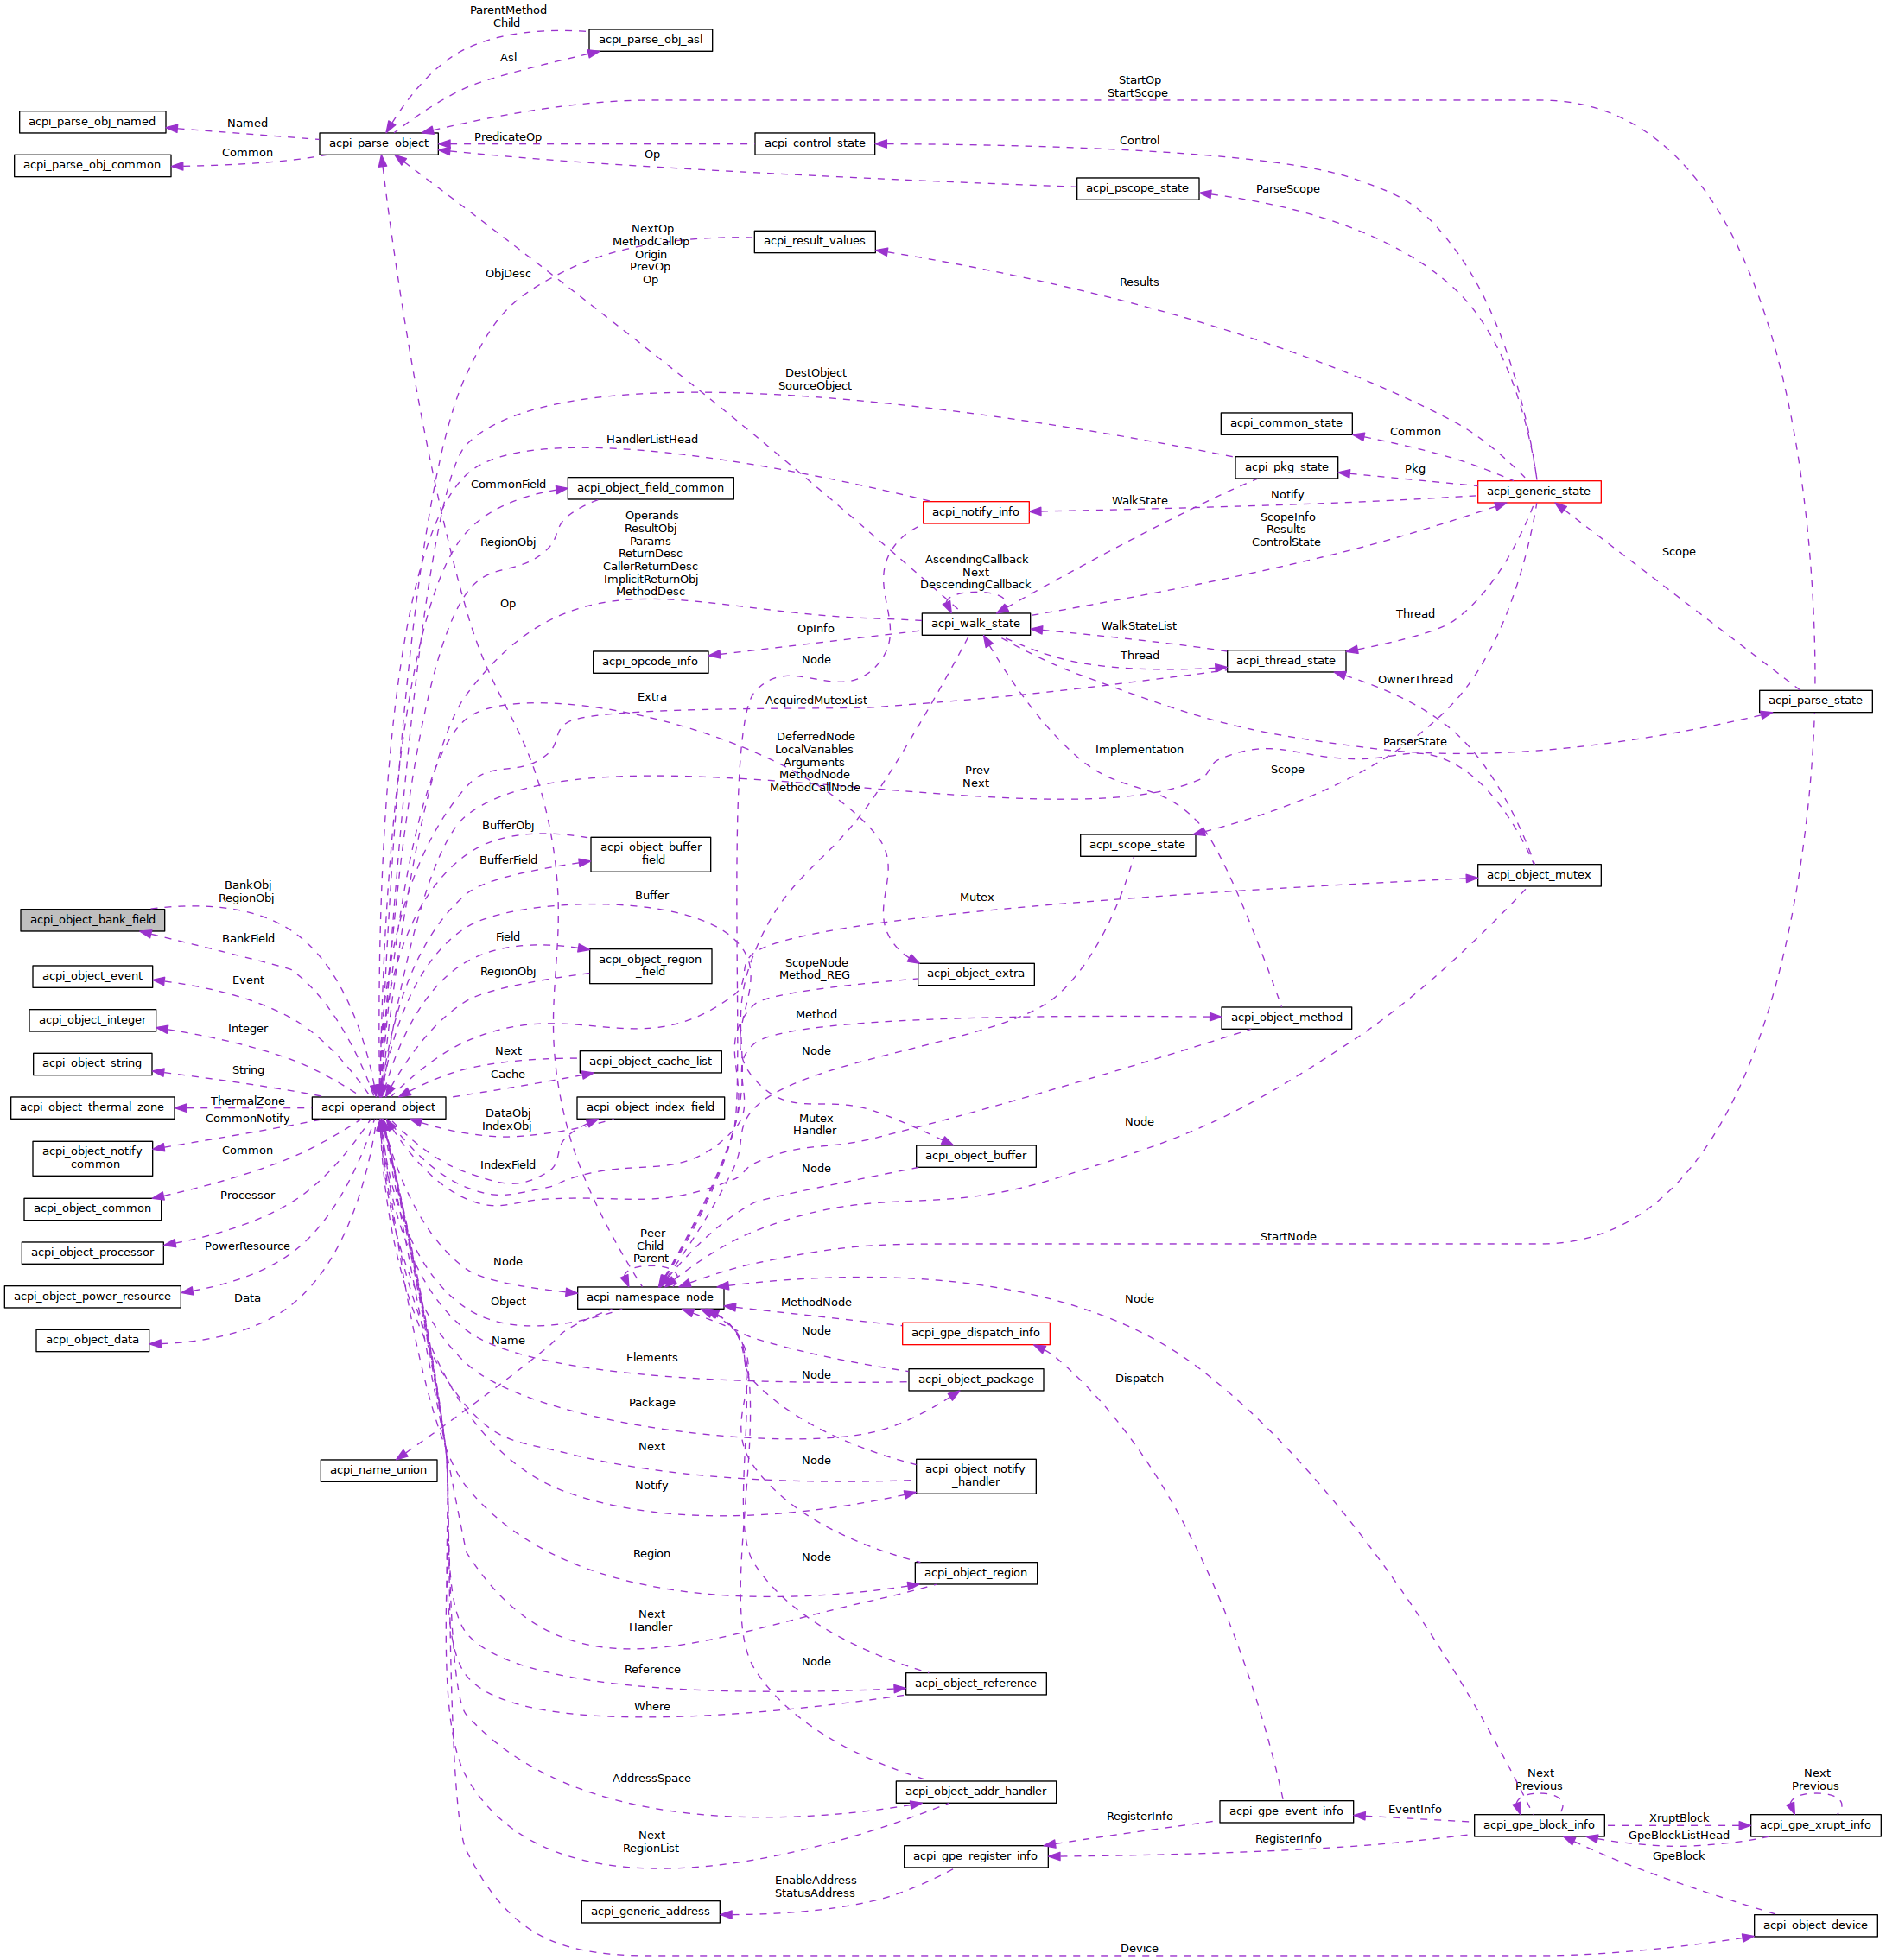 ParentMethod
Child
acpi_parse_obj_asl
Asl
StartOp
StartScope
acpi_parse_obj_named
Named
acpi_parse_object
PredicateOp
acpi_control_state
Control
Common
acpi_parse_obj_common
Op
acpi_pscope_state
ParseScope
NextOp
MethodCallOp
Origin
PrevOp
Op
acpi_result_values
ObjDesc
Results
DestObject
SourceObject
acpi_common_state
Common
HandlerListHead
acpi_pkg_state
Pkg
CommonField
acpi_object_field_common
acpi_generic_state
WalkState
Notify
acpi_notify_info
Operands
ResultObj
Params
ReturnDesc
CallerReturnDesc
ImplicitReturnObj
MethodDesc
ScopeInfo
Results
ControlState
RegionObj
Scope
AscendingCallback
Next
DescendingCallback
Op
Thread
acpi_walk_state
OpInfo
WalkStateList
acpi_opcode_info
Node
Thread
acpi_thread_state
OwnerThread
Extra
AcquiredMutexList
acpi_parse_state
DeferredNode
LocalVariables
Arguments
MethodNode
MethodCallNode
Implementation
ParserState
Prev
Next
Scope
BufferObj
acpi_object_buffer
_field
acpi_scope_state
BufferField
acpi_object_mutex
BankObj
RegionObj
Buffer
Mutex
acpi_object_bank_field
BankField
Field
acpi_object_region
_field
RegionObj
ScopeNode
Method_REG
acpi_object_extra
acpi_object_event
Event
acpi_object_integer
Integer
Method
acpi_object_method
Next
Node
acpi_object_cache_list
acpi_object_string
String
Cache
ThermalZone
acpi_object_thermal_zone
acpi_operand_object
acpi_object_index_field
CommonNotify
DataObj
IndexObj
Mutex
Handler
Node
acpi_object_notify
_common
Common
IndexField
acpi_object_buffer
Node
Processor
acpi_object_common
Peer
Child
Parent
StartNode
acpi_object_processor
PowerResource
Node
acpi_object_power_resource
Data
Object
acpi_namespace_node
Node
MethodNode
acpi_object_data
Name
Node
acpi_gpe_dispatch_info
Elements
Node
acpi_object_package
Dispatch
Package
Next
Node
acpi_name_union
acpi_object_notify
_handler
Notify
Region
Node
acpi_object_region
Next
Handler
Node
Reference
acpi_object_reference
Where
AddressSpace
acpi_object_addr_handler
Next
Previous
Next
Previous
RegisterInfo
acpi_gpe_event_info
EventInfo
XruptBlock
acpi_gpe_block_info
acpi_gpe_xrupt_info
GpeBlockListHead
Next
RegionList
RegisterInfo
acpi_gpe_register_info
GpeBlock
EnableAddress
StatusAddress
acpi_generic_address
acpi_object_device
Device